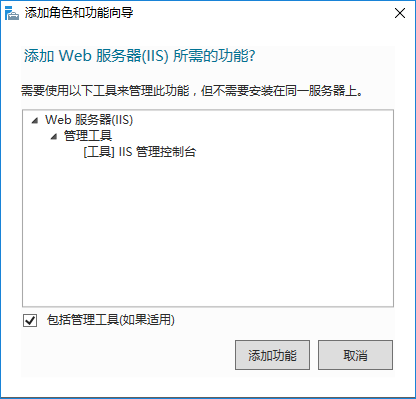 添加角色和功能向导
添加 Web 服务器(IIS) 所需的功能?
需要使用以下工具来管理此功能，但不需要安装在同一服务器上。
Web 服务器(IIS)
管理工具
[工具] IIS 管理控制台
包括管理工具(如果适用)
添加功能
取消